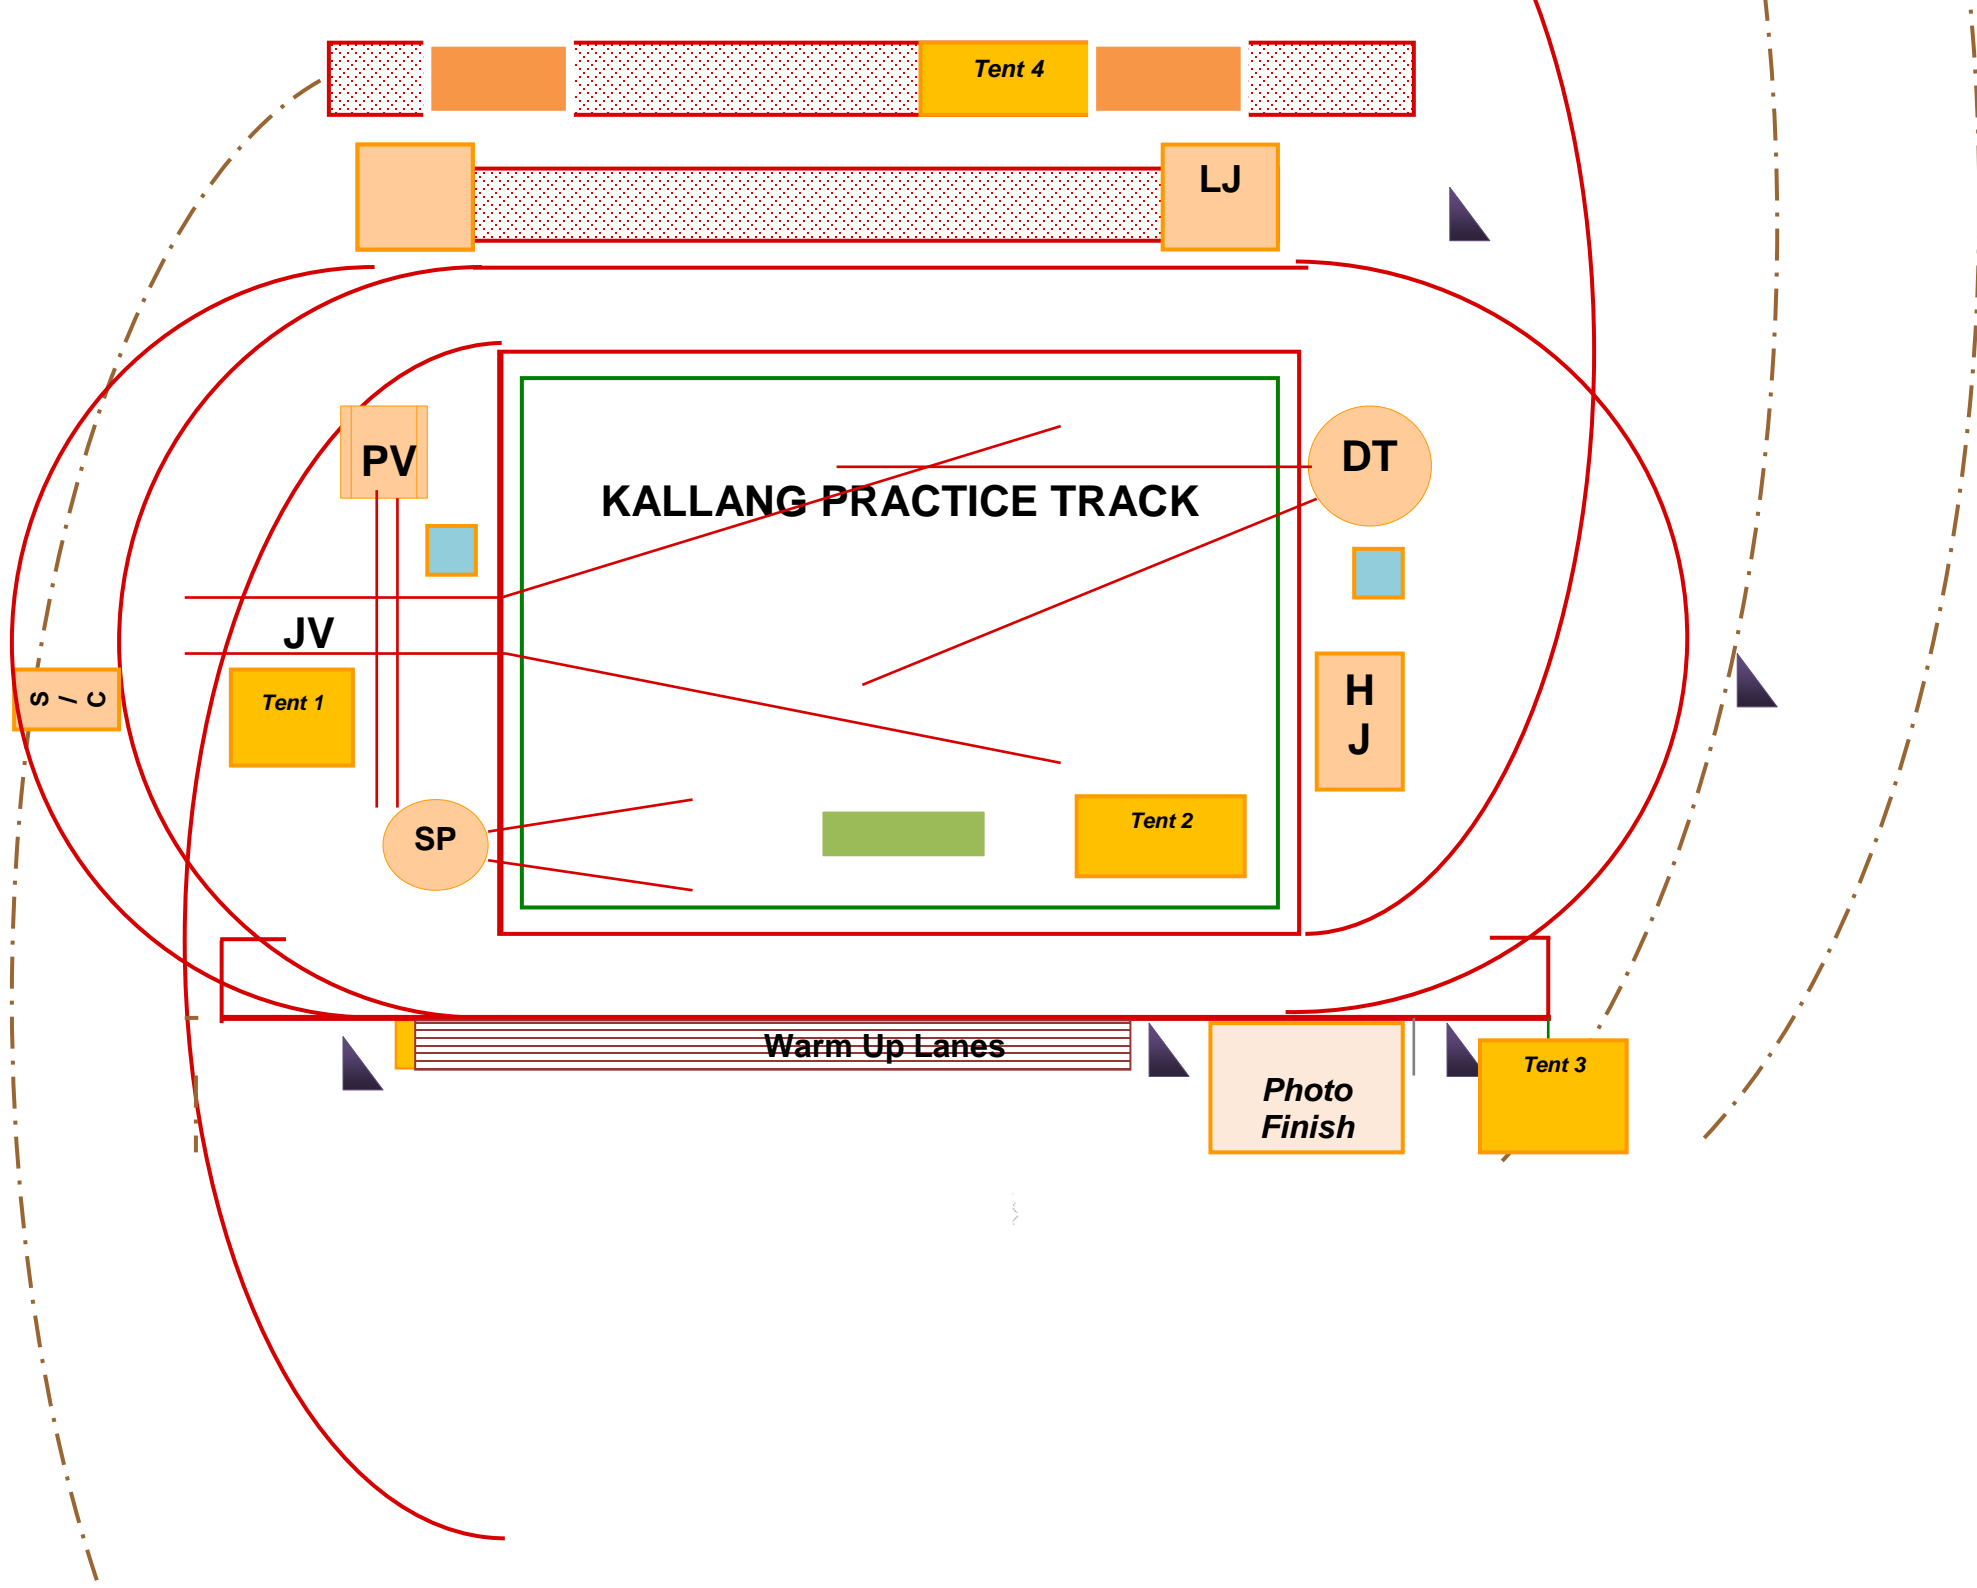 Tent 4
LJ
PV
DT
KALLANG PRACTICE TRACK
JV
H
J
S / C
Tent 1
SP
Tent 2
Warm Up Lanes
Tent 3
Photo
Finish